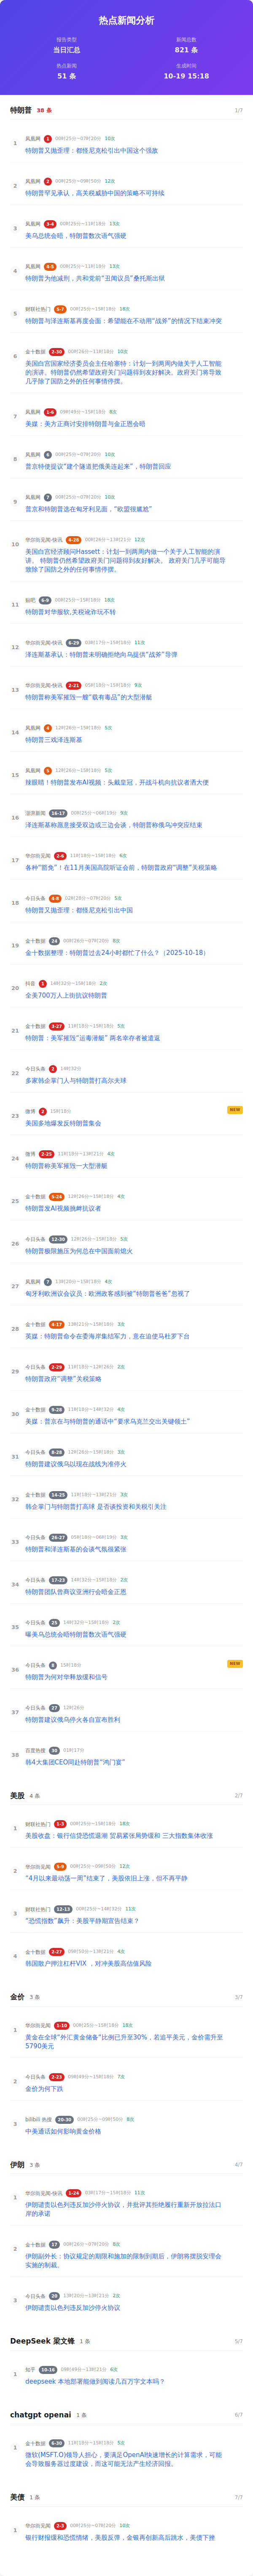 热点新闻分析
报告类型
当日汇总
新闻总数
821 条
热点新闻
51 条
生成时间
10-19 15:18
特朗普 38 条 1/7
1 凤凰网 1 00时25分~07时20分 10次
特朗普又抛歪理：都怪尼克松引出中国这个强敌
2 凤凰网 2 00时25分~09时50分 12次
特朗普罕见承认，高关税威胁中国的策略不可持续
3 凤凰网 3-4 00时25分~11时18分 13次
美乌总统会晤，特朗普数次语气强硬
4 凤凰网 4-5 00时25分~11时18分 13次
特朗普为他减刑，共和党前“丑闻议员”桑托斯出狱
5 财联社热门 5-7 00时25分~15时18分 18次
特朗普与泽连斯基再度会面：希望能在不动用“战斧”的情况下结束冲突
6 金十数据 2-30 00时26分~11时18分 10次
美国白宫国家经济委员会主任哈塞特：计划一到两周内做关于人工智能
的演讲。特朗普仍然希望政府关门问题得到友好解决。政府关门将导致
几乎除了国防之外的任何事情停摆。
7 凤凰网 1-6 09时49分~15时18分 8次
美媒：美方正商讨安排特朗普与金正恩会晤
8 凤凰网 6 00时25分~07时20分 10次
普京特使提议“建个隧道把俄美连起来”，特朗普回应
9 凤凰网 7 00时25分~07时20分 10次
普京和特朗普选在匈牙利见面，“欧盟很尴尬”
10 华尔街见闻-快讯 4-28 00时26分~13时21分 12次
美国白宫经济顾问Hassett：计划一到两周内做一个关于人工智能的演
讲。 特朗普仍然希望政府关门问题得到友好解决。 政府关门几乎可能导
致除了国防之外的任何事情停摆。
11 贴吧 6-9 00时25分~15时18分 18次
特朗普对华服软,关税讹诈玩不转
12 华尔街见闻-快讯 6-29 03时17分~15时18分 11次
泽连斯基承认：特朗普未明确拒绝向乌提供“战斧”导弹
13 华尔街见闻-快讯 2-21 05时18分~15时18分 9次
特朗普称美军摧毁一艘“载有毒品”的大型潜艇
14 凤凰网 4 12时26分~15时18分 5次
特朗普三戏泽连斯基
15 凤凰网 5 12时26分~15时18分 5次
辣眼睛！特朗普发布AI视频：头戴皇冠，开战斗机向抗议者洒大便
16 澎湃新闻 16-17 00时25分~06时19分 9次
泽连斯基称愿意接受双边或三边会谈，特朗普称俄乌冲突应结束
17 华尔街见闻 2-6 11时18分~15时18分 6次
各种“豁免”！在11月美国高院听证会前，特朗普政府“调整”关税策略
18 今日头条 4-9 02时28分~07时20分 5次
特朗普又抛歪理：都怪尼克松引出中国
19 金十数据 24 00时26分~07时20分 8次
金十数据整理：特朗普过去24小时都忙了什么？（2025-10-18）
20 抖音 1 14时32分~15时18分 2次
全美700万人上街抗议特朗普
21 金十数据 3-27 11时18分~15时18分 5次
特朗普：美军摧毁“运毒潜艇” 两名幸存者被遣返
22 今日头条 2 14时32分
多家韩企掌门人与特朗普打高尔夫球
23 微博 2 15时18分 NEW
美国多地爆发反特朗普集会
24 微博 2-25 11时18分~13时21分 4次
特朗普称美军摧毁一大型潜艇
25 金十数据 5-24 12时26分~15时18分 4次
特朗普发AI视频挑衅抗议者
26 今日头条 12-30 12时26分~15时18分 5次
特朗普极限施压为何总在中国面前熄火
27 凤凰网 7 13时20分~15时18分 4次
匈牙利欧洲议会议员：欧洲政客感到被“特朗普爸爸”忽视了
28 金十数据 4-17 13时21分~15时18分 3次
英媒：特朗普命令在委海岸集结军力，意在迫使马杜罗下台
29 今日头条 2-29 11时18分~12时26分 2次
特朗普政府“调整”关税策略
30 金十数据 9-28 11时18分~14时32分 4次
美媒：普京在与特朗普的通话中“要求乌克兰交出关键领土”
31 今日头条 8-28 12时26分~15时18分 3次
特朗普建议俄乌以现在战线为准停火
32 金十数据 14-25 11时18分~13时21分 3次
韩企掌门与特朗普打高球 是否谈投资和关税引关注
33 今日头条 26-27 05时18分~06时19分 3次
特朗普和泽连斯基的会谈气氛很紧张
34 今日头条 17-23 14时32分~15时18分 2次
特朗普团队曾商议亚洲行会晤金正恩
35 今日头条 25 14时32分~15时18分 2次
曝美乌总统会晤特朗普数次语气强硬
36 今日头条 8 15时18分 NEW
特朗普为何对华释放缓和信号
37 今日头条 27 12时26分
特朗普建议俄乌停火各自宣布胜利
38 百度热搜 30 01时17分
韩4大集团CEO同赴特朗普“鸿门宴”
美股 4 条 2/7
1 财联社热门 1-3 00时25分~15时18分 18次
美股收盘：银行信贷恐慌退潮 贸易紧张局势缓和 三大指数集体收涨
2 华尔街见闻 5-9 00时25分~09时50分 12次
“4月以来最动荡一周”结束了，美股依旧上涨，但不再平静
3 财联社热门 12-13 00时25分~14时12分 11次
“恐慌指数”飙升：美股平静期宣告结束？
4 金十数据 2-27 09时50分~13时21分 4次
韩国散户押注杠杆VIX ，对冲美股高估值风险
金价 3 条 3/7
1 华尔街见闻 1-10 00时25分~15时18分 18次
黄金在全球“外汇黄金储备”比例已升至30%，若追平美元，金价需升至
5790美元
2 今日头条 2-23 09时49分~15时18分 7次
金价为何下跌
3 bilibili 热搜 20-30 00时25分~09时50分 8次
中美通话如何影响黄金价格
伊朗 3 条 4/7
1 华尔街见闻-快讯 1-24 03时17分~15时18分 11次
伊朗谴责以色列违反加沙停火协议，并批评其拒绝履行重新开放拉法口
岸的承诺
2 金十数据 17 00时26分~07时20分 8次
伊朗副外长：协议规定的期限和施加的限制到期后，伊朗将摆脱安理会
实施的制裁。
3 今日头条 28 13时20分~13时21分 2次
伊朗谴责以色列违反加沙停火协议
DeepSeek 梁文锋 1 条 5/7
1 知乎 10-16 09时49分~13时21分 6次
deepseek 本地部署能做到阅读几百万字文本吗？
chatgpt openai 1 条 6/7
1 金十数据 6-30 11时18分~15时18分 5次
微软(MSFT.O)领导人担心，要满足OpenAI快速增长的计算需求，可能
会导致服务器过度建设，而这可能无法产生经济回报。
美债 1 条 7/7
1 华尔街见闻 2-3 00时25分~07时20分 10次
银行财报缓和恐慌情绪，美股反弹，金银再创新高后跳水，美债下挫